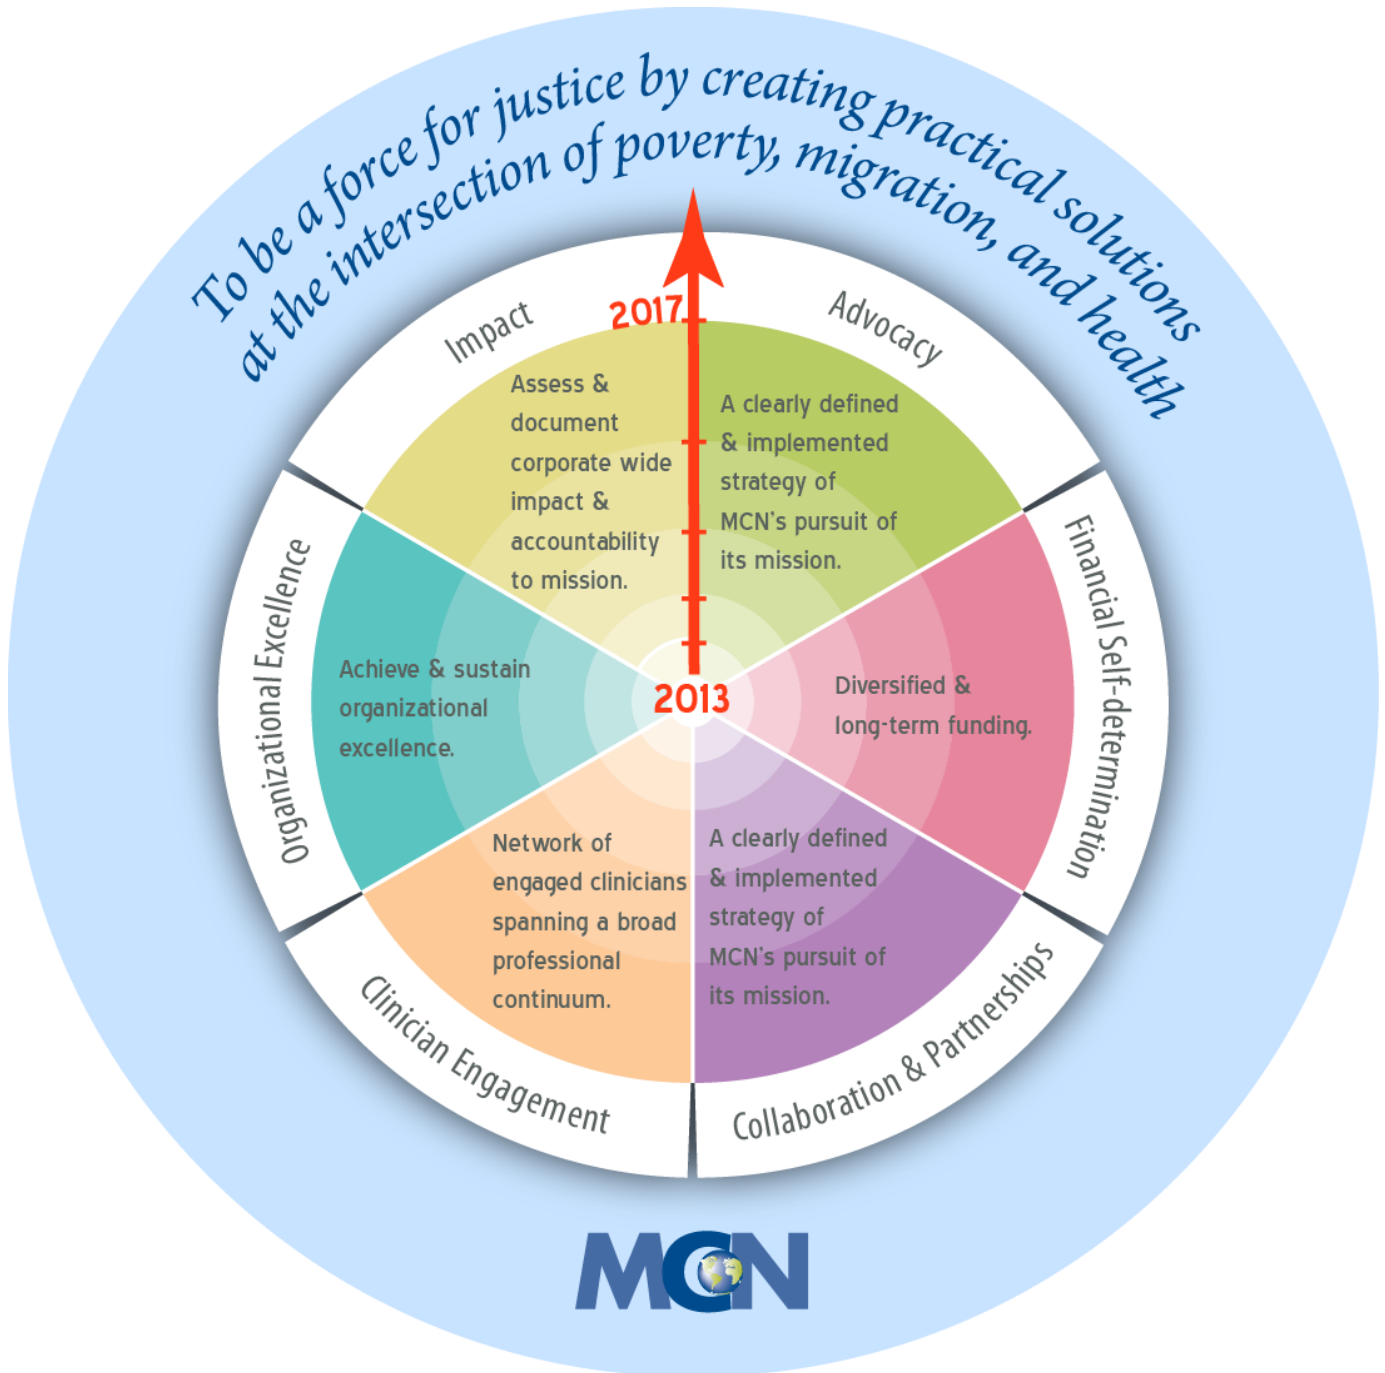 To be a force for justice by creating practical solutions
at the intersection of poverty, migration, and health
Impact
2017
Advocacy
Assess &
document
corporate wide
impact &
accountability
to mission.
A clearly defined
& implemented
strategy of
MCN's pursuit of
its mission.
Organizational Excellence
Achieve & sustain
organizational
excellence.
2013
Diversified &
long-term funding.
Financial Self-determination
Network of
engaged clinicians
spanning a broad
professional
continuum.
A clearly defined
& implemented
strategy of
MCN's pursuit of
its mission.
Clinician Engagement
Collaboration & Partnerships
MCN